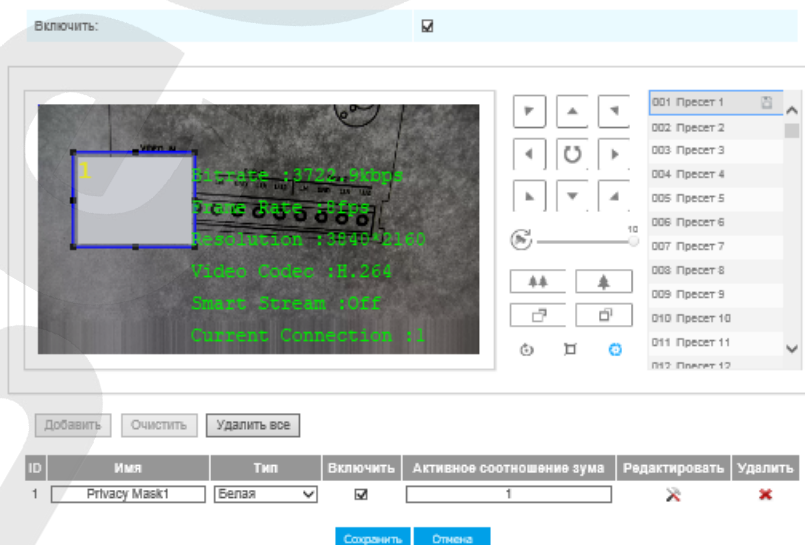 Включить:
001 Пресет 1
002 Пресет 2
003 Пресет 3
004 Пресет 4
005 Пресет 5
006 Пресет 6
007 Пресет 7
008 Пресет 8
009 Пресет 9
010 Пресет 10
011 Пресет 11
012 Пресет 12
1
Bitrate :3722.9kbps
Frame Rate :8fps
Resolution :3840*2160
Video Codec :H.264
Smart Stream :Off
Current Connection :1
10
Добавить Очистить Удалить все
ID Имя Тип Включить Активное соотношение зума Редактировать Удалить
1 Privacy Mask1 Белая 1
Сохранить Отмена